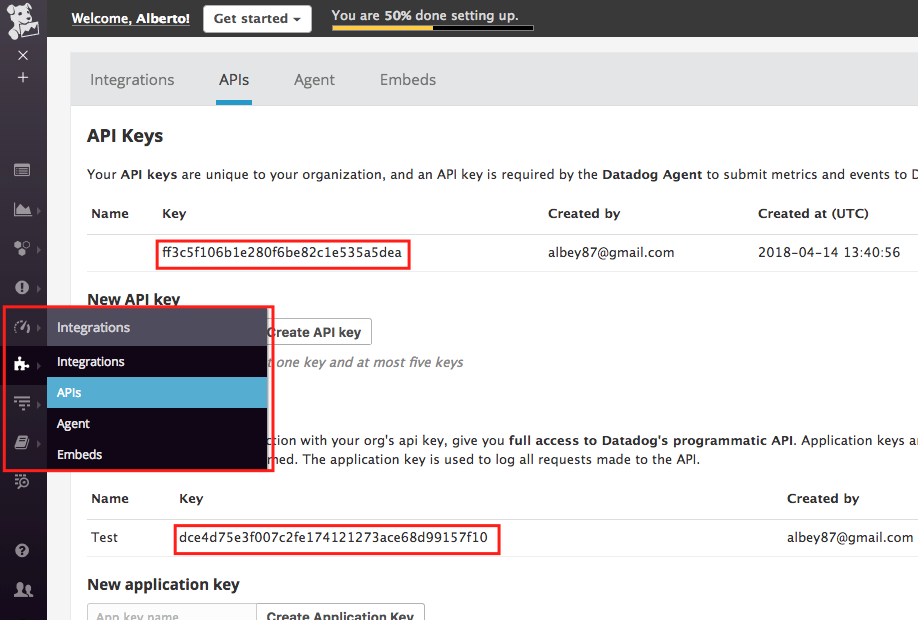 Welcome, Alberto!
Get started
You are 50% done setting up.
Integrations APIs Agent Embeds
API Keys
Your API keys are unique to your organization, and an API key is required by the Datadog Agent to submit metrics and events to D
Name Key Created by Created at (UTC)
ff3c5f106b1e280f6be82c1e535a5dea albey87@gmail.com 2018-04-14 13:40:56
New API key
Integrations
Create API key
Integrations
t one key and at most five keys
APIs
Agent
ction with your org's api key, give you full access to Datadog's programmatic API. Application keys a
Embeds
med. The application key is used to log all requests made to the API.
Name Key Created by
Test dce4d75e3f007c2fe174121273ace68d99157f10 albey87@gmail.com
New application key
App key name
Create Application Key